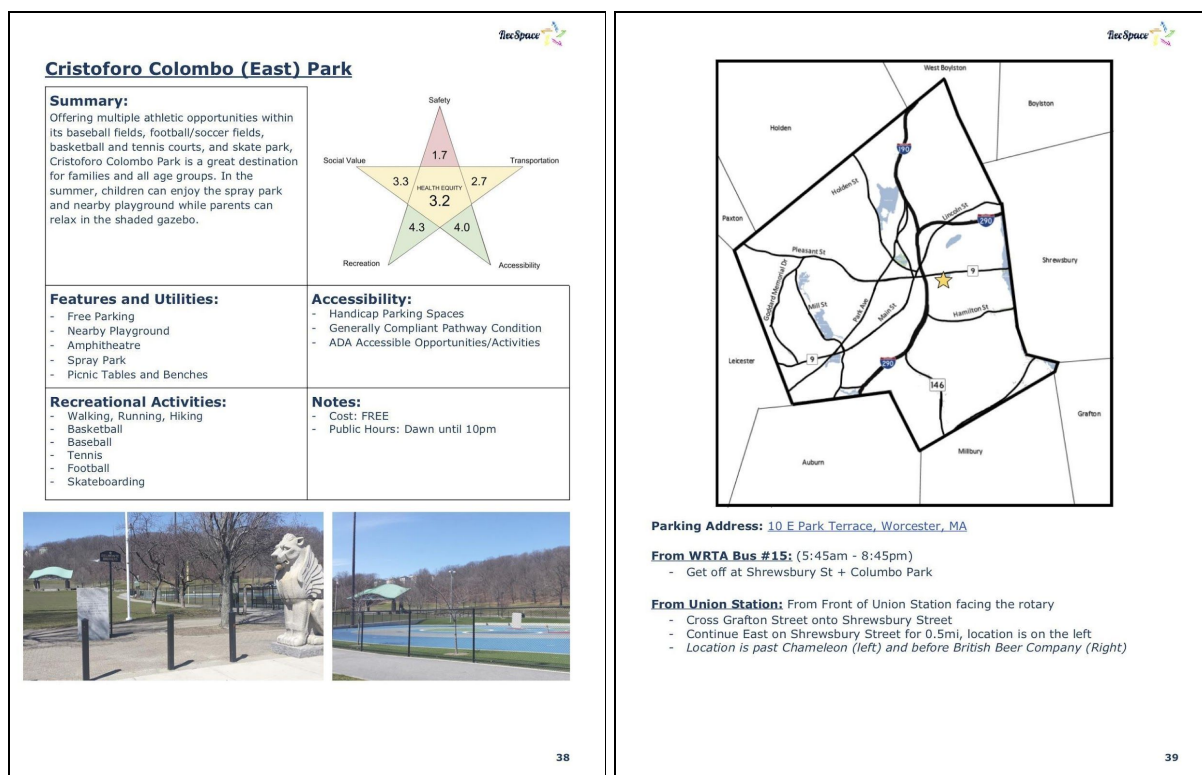 RecSpace
Cristoforo Colombo (East) Park
Summary:
Offering multiple athletic opportunities within
its baseball fields, football/soccer fields,
basketball and tennis courts, and skate park,
Cristoforo Colombo Park is a great destination
for families and all age groups. In the
summer, children can enjoy the spray park
and nearby playground while parents can
relax in the shaded gazebo.
Safety
1.7
Social Value
Transportation
3.3
2.7
HEALTH EQUITY
3.2
4.3
4.0
Recreation
Accessibility
Features and Utilities:
- Free Parking
- Nearby Playground
- Amphitheatre
- Spray Park
- Picnic Tables and Benches
Accessibility:
- Handicap Parking Spaces
- Generally Compliant Pathway Condition
- ADA Accessible Opportunities/Activities
Recreational Activities:
- Walking, Running, Hiking
- Basketball
- Baseball
- Tennis
- Football
- Skateboarding
Notes:
- Cost: FREE
- Public Hours: Dawn until 10pm
38
RecSpace
West Boylston
Boylston
Holden
190
Holden St
Lincoln St
290
Paxton
Pleasant St
Shrewsbury
9
Goddard Memorial Dr
Mill St
Park Ave
Main St
Hamilton St
Leicester
9
290
146
Grafton
Millbury
Auburn
Parking Address: 10 E Park Terrace, Worcester, MA
From WRTA Bus #15: (5:45am - 8:45pm)
- Get off at Shrewsbury St + Columbo Park
From Union Station: From Front of Union Station facing the rotary
- Cross Grafton Street onto Shrewsbury Street
- Continue East on Shrewsbury Street for 0.5mi, location is on the left
- Location is past Chameleon (left) and before British Beer Company (Right)
39